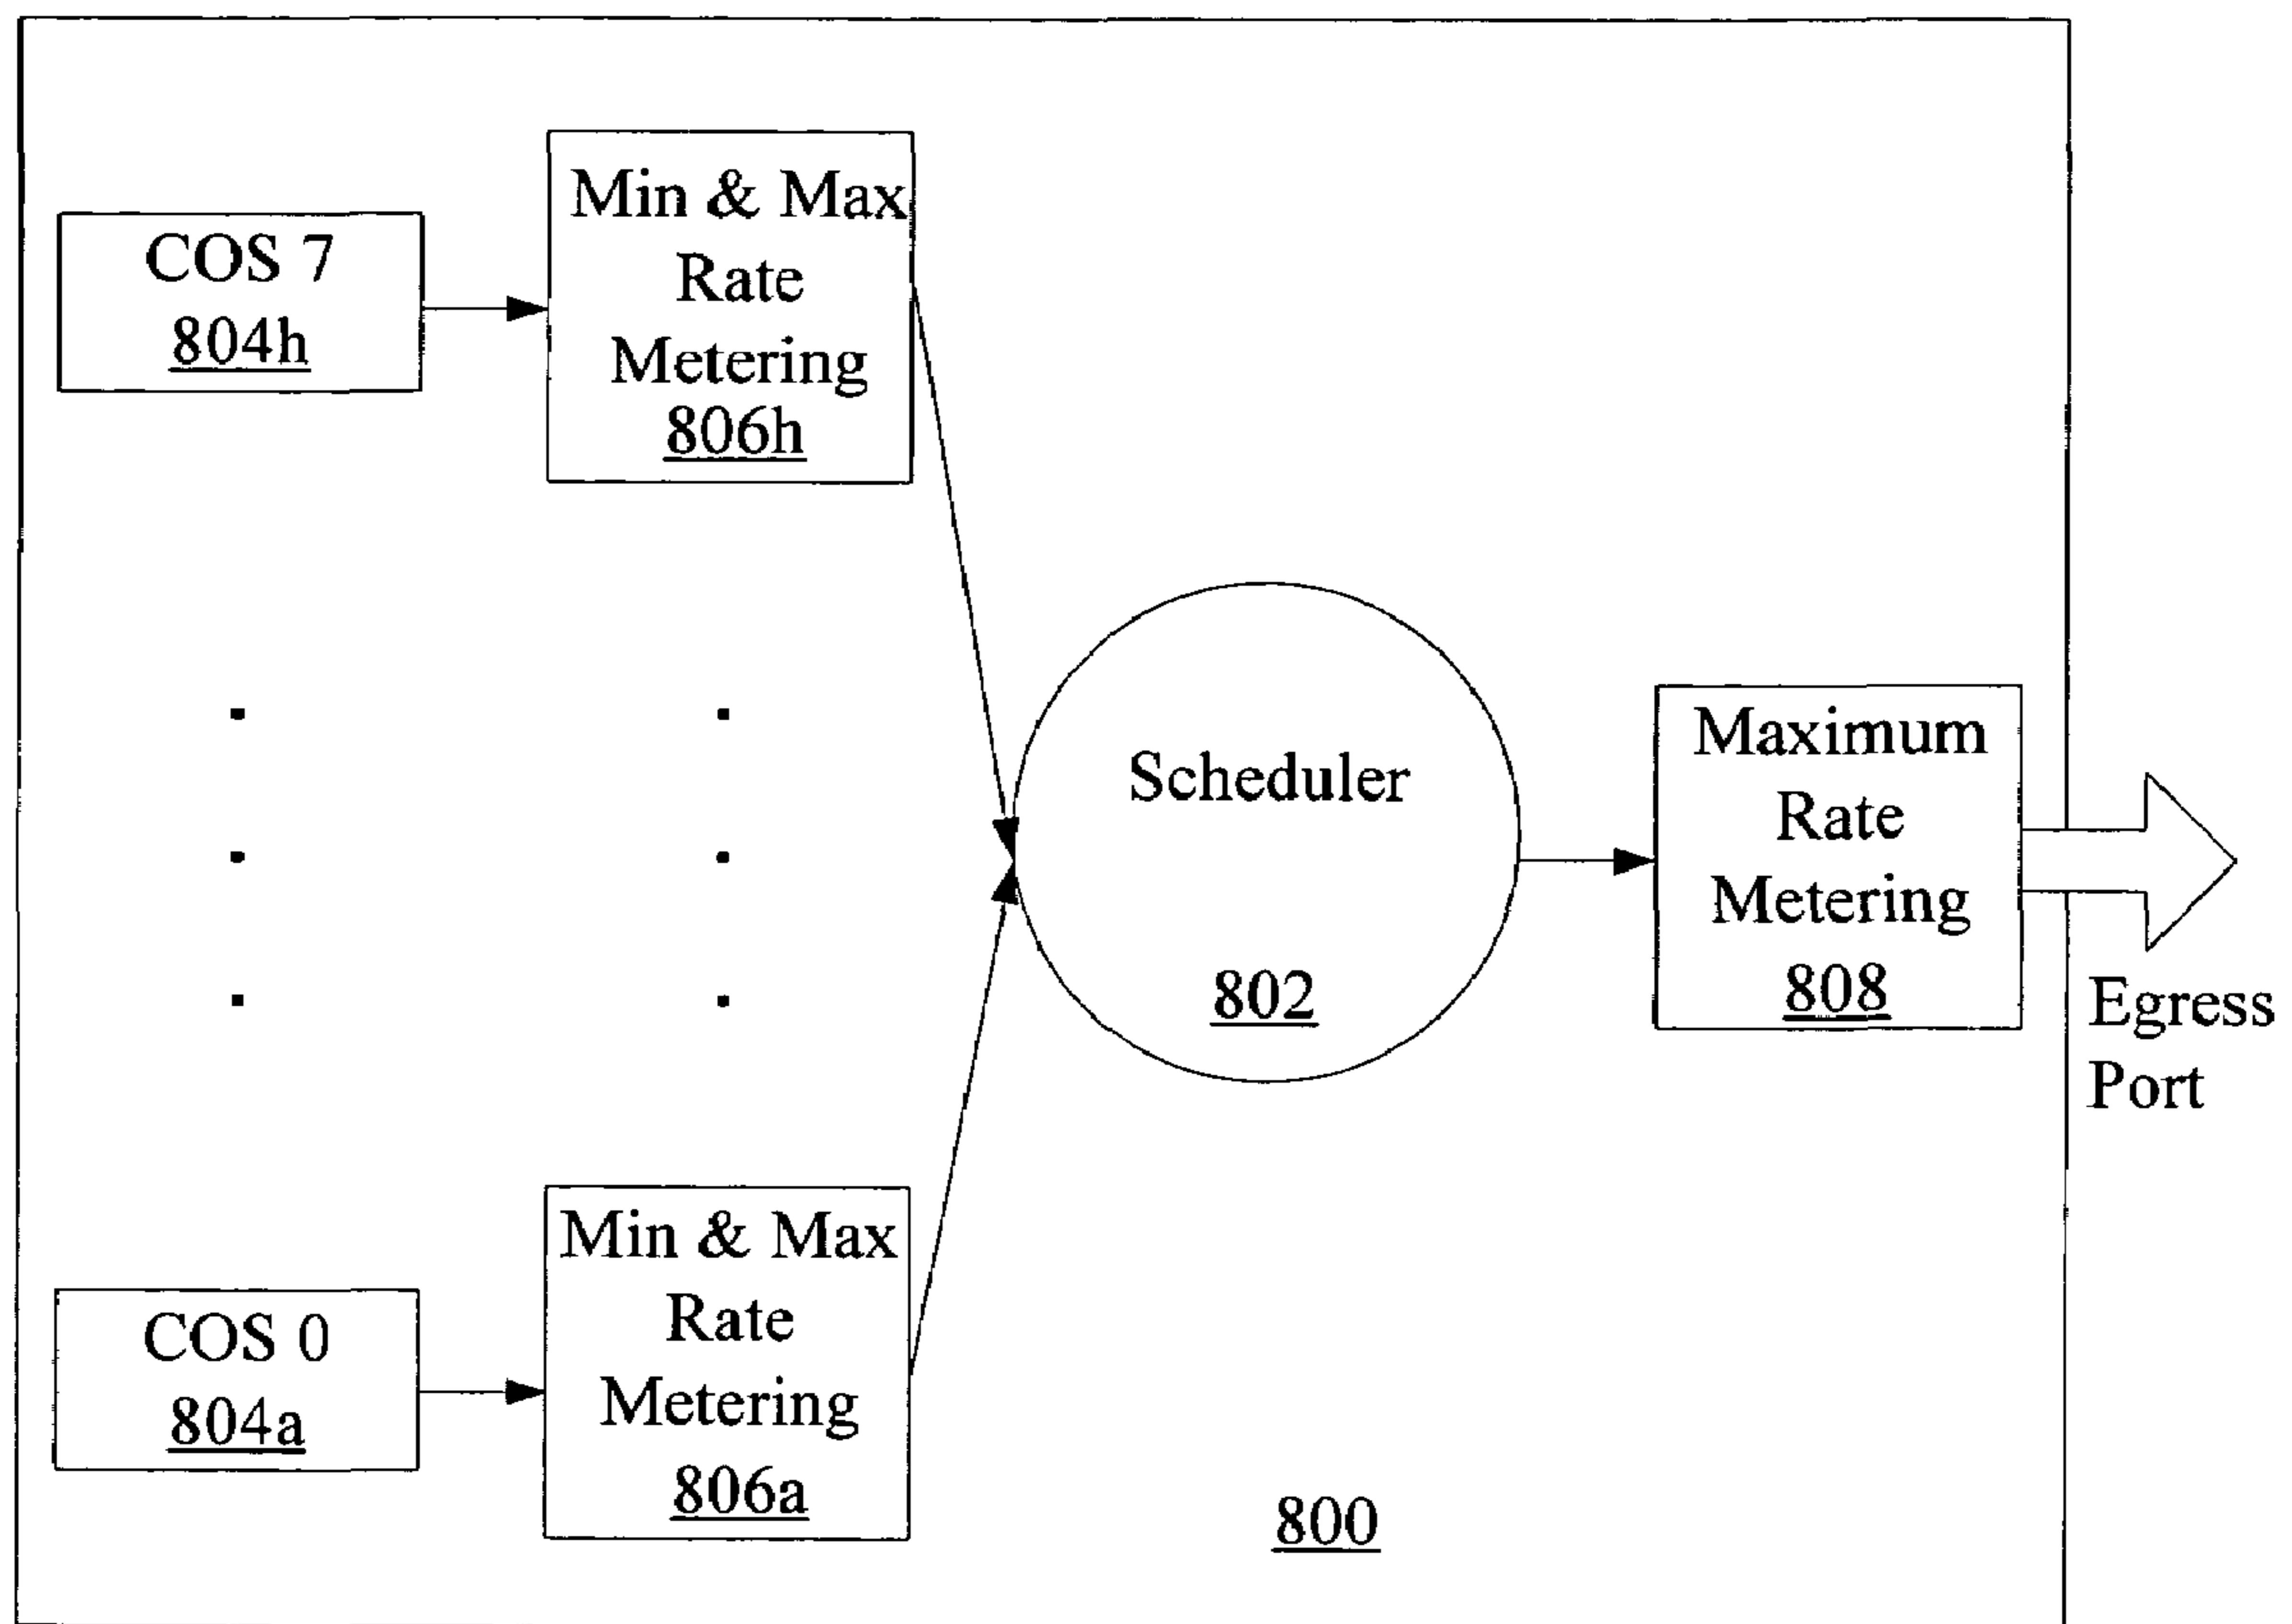 COS 7
804h
Min & Max
Rate
Metering
806h
Scheduler
802
Maximum
Rate
Metering
808
Egress
Port
COS 0
804a
Min & Max
Rate
Metering
806a
800